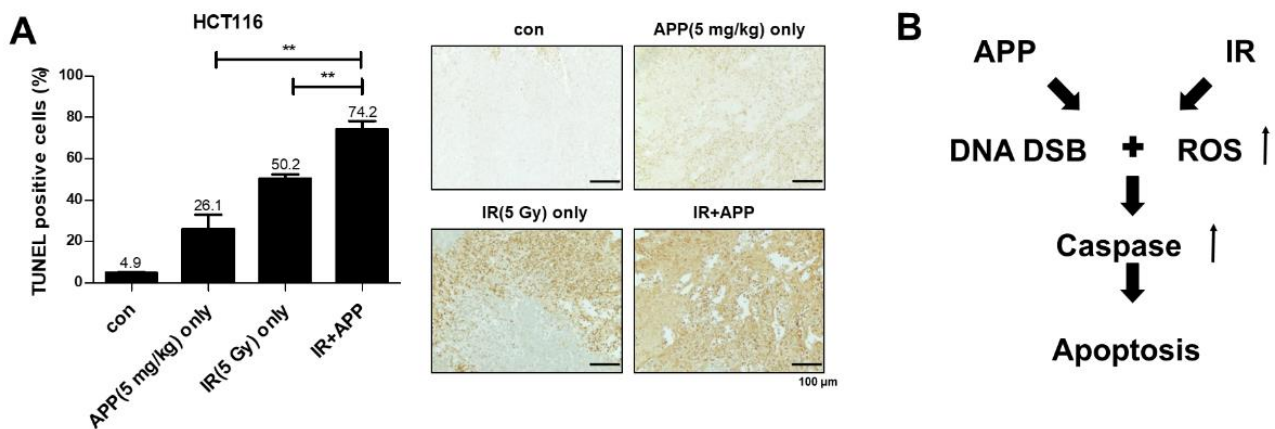 A
HCT116
**
**
TUNEL positive cells (%)
100
80
60
40
20
0
4.9
26.1
50.2
74.2
con
APP(5 mg/kg) only
IR(5 Gy) only
IR+APP
con
APP(5 mg/kg) only
IR(5 Gy) only
IR+APP
100 μm
B
APP
IR
DNA DSB + ROS
Caspase
Apoptosis